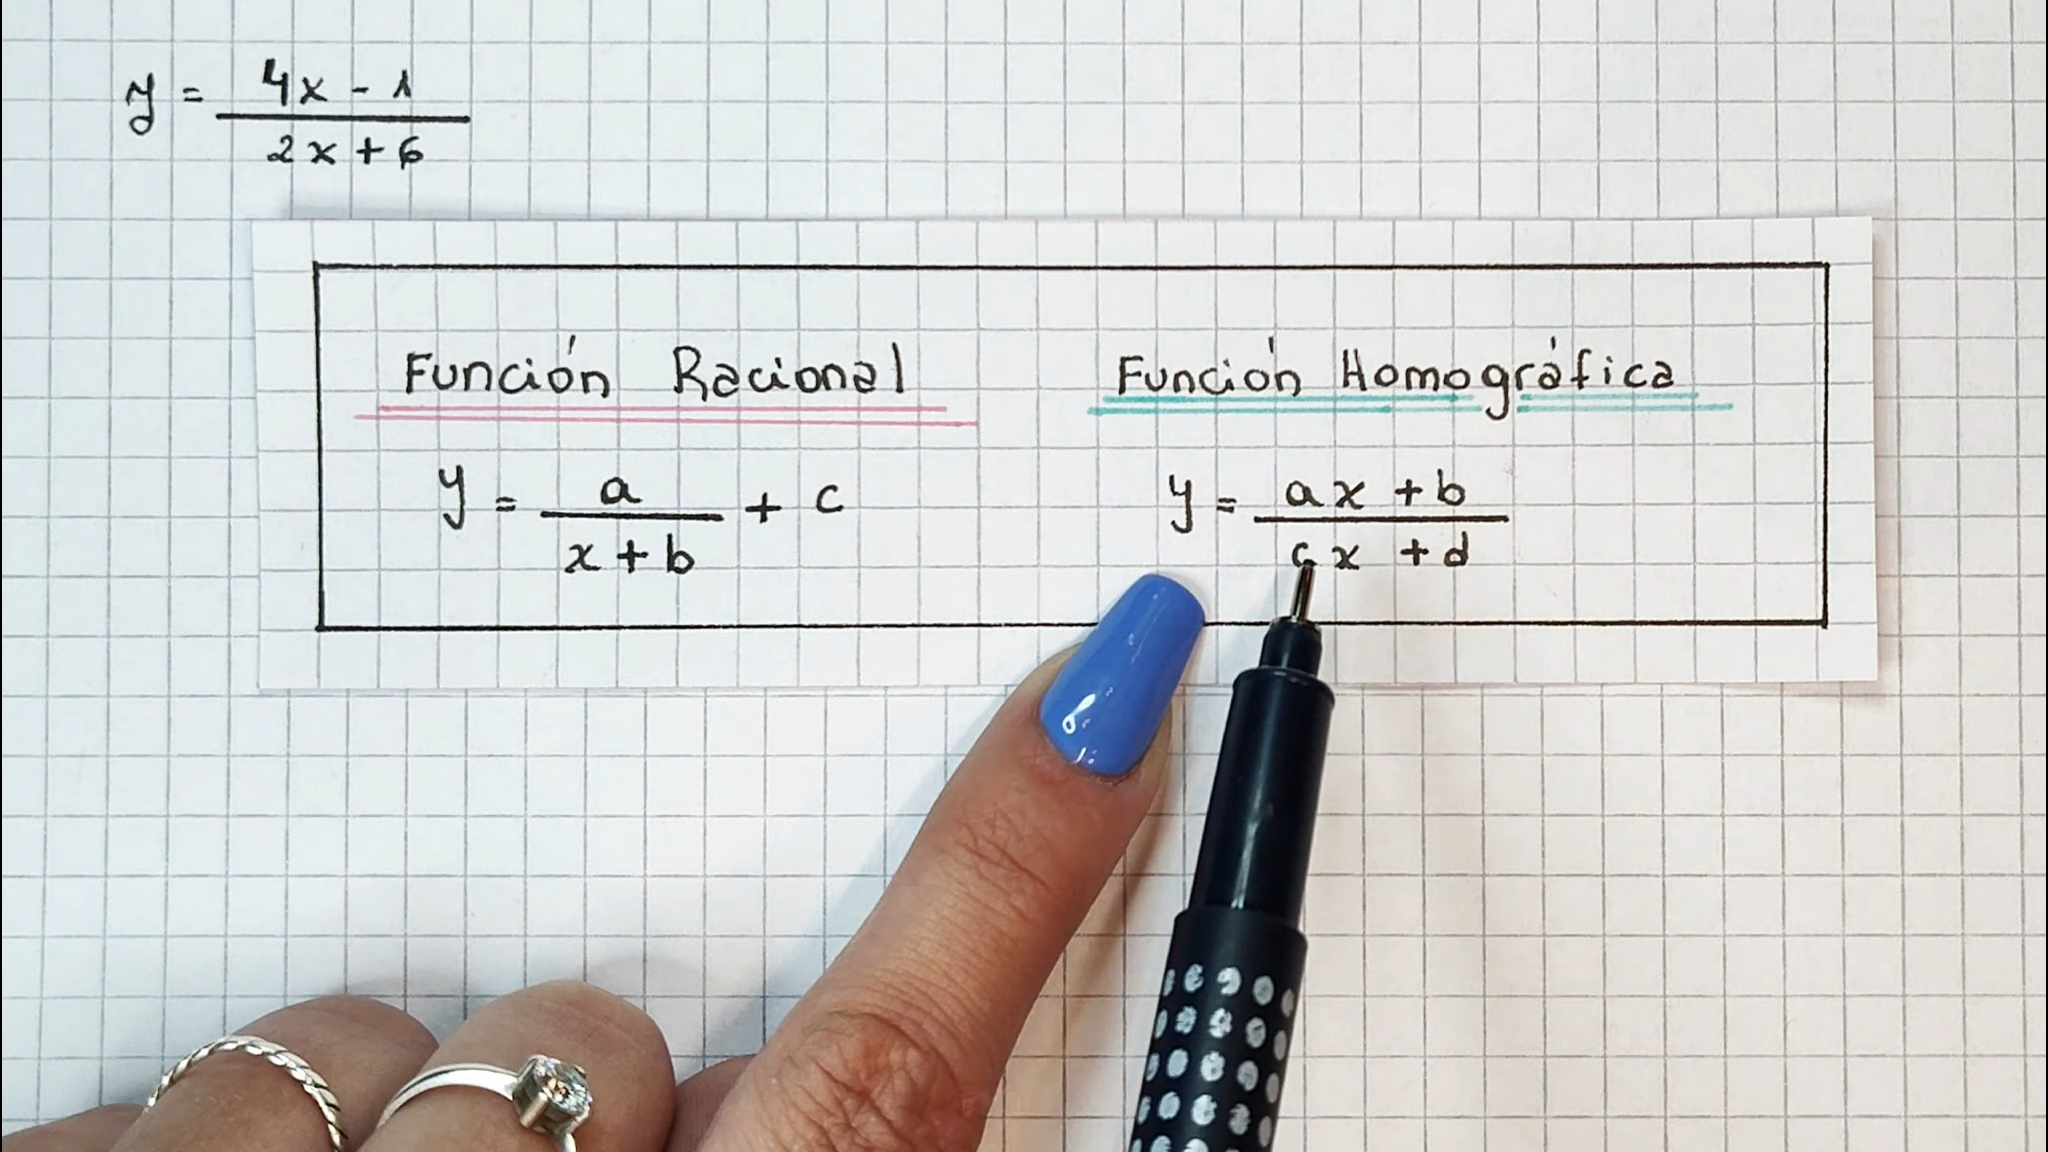 y = 4x - 1
2x + 6
Función Racional
Función Homográfica
y = a + c
x + b
y = ax + b
cx + d